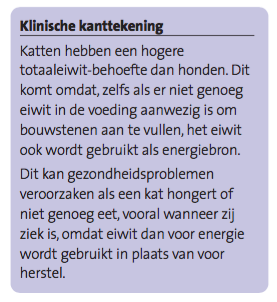 Klinische kanttekening
Katten hebben een hogere
totaaleiwit-behoefte dan honden. Dit
komt omdat, zelfs als er niet genoeg
eiwit in de voeding aanwezig is om
bouwstenen aan te vullen, het eiwit
ook wordt gebruikt als energiebron.
Dit kan gezondheidsproblemen
veroorzaken als een kat hongert of
niet genoeg eet, vooral wanneer zij
ziek is, omdat eiwit dan voor energie
wordt gebruikt in plaats van voor
herstel.